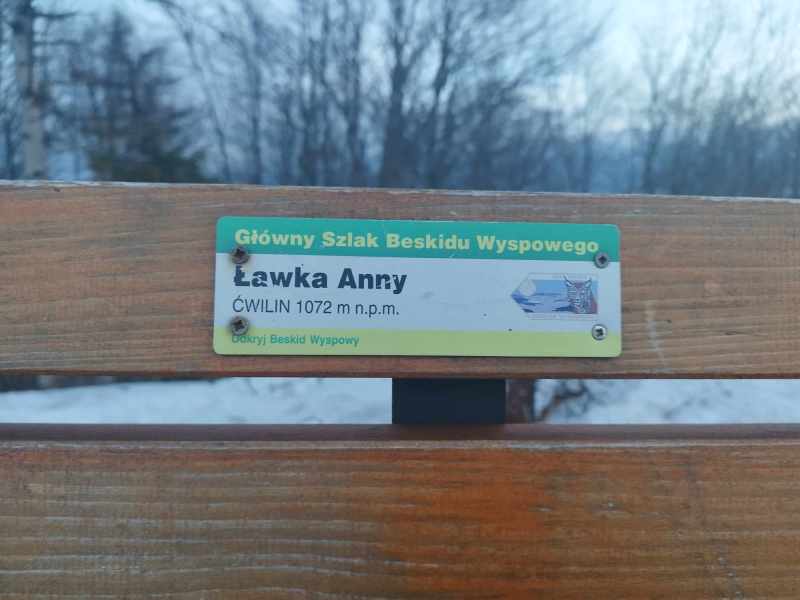 Główny Szlak Beskidu Wyspowego
Ławka Anny
ĆWILIN 1072 m n.p.m.
Odkryj Beskid Wyspowy